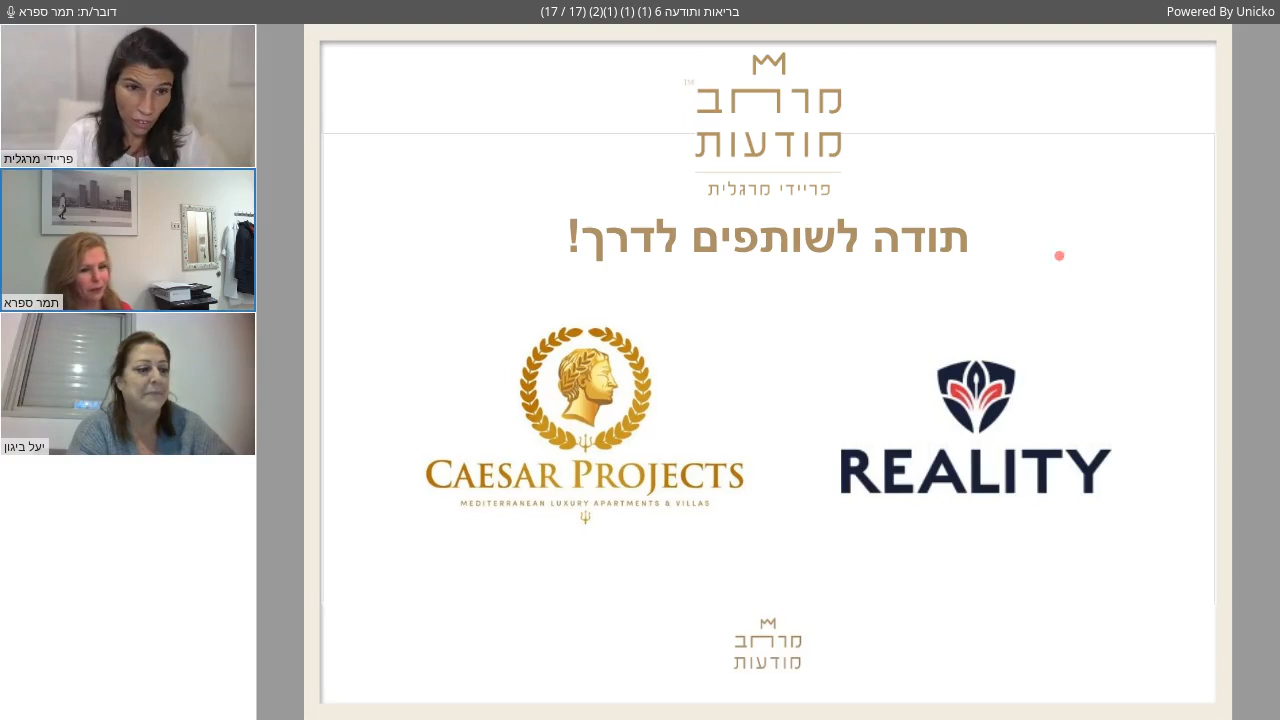 דובר/ת: תמר ספרא
בריאות ותודעה 6 (1) (1) (1)(2) (17 / 17)
Powered By Unicko
פריידי מרגלית
תמר ספרא
יעל ביגון
TM
מרחב
מודעות
פריידי מרגלית
תודה לשותפים לדרך!
CAESAR PROJECTS
MEDITERRANEAN LUXURY APARTMENTS & VILLAS
REALITY
מרחב
מודעות